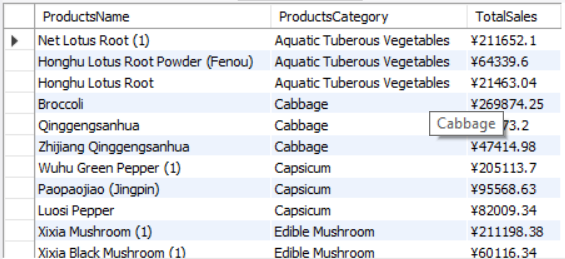 ProductsName ProductsCategory TotalSales
Net Lotus Root (1) Aquatic Tuberous Vegetables ¥211652.1
Honghu Lotus Root Powder (Fenou) Aquatic Tuberous Vegetables ¥64339.6
Honghu Lotus Root Aquatic Tuberous Vegetables ¥21463.04
Broccoli Cabbage ¥269874.25
Qinggengsanhua Cabbage Cabbage 73.2
Zhijiang Qinggengsanhua Cabbage ¥47414.98
Wuhu Green Pepper (1) Capsicum ¥205113.7
Paopaojiao (Jingpin) Capsicum ¥95568.63
Luosi Pepper Capsicum ¥82009.34
Xixia Mushroom (1) Edible Mushroom ¥211198.38
Xixia Black Mushroom (1) Edible Mushroom ¥60116.34